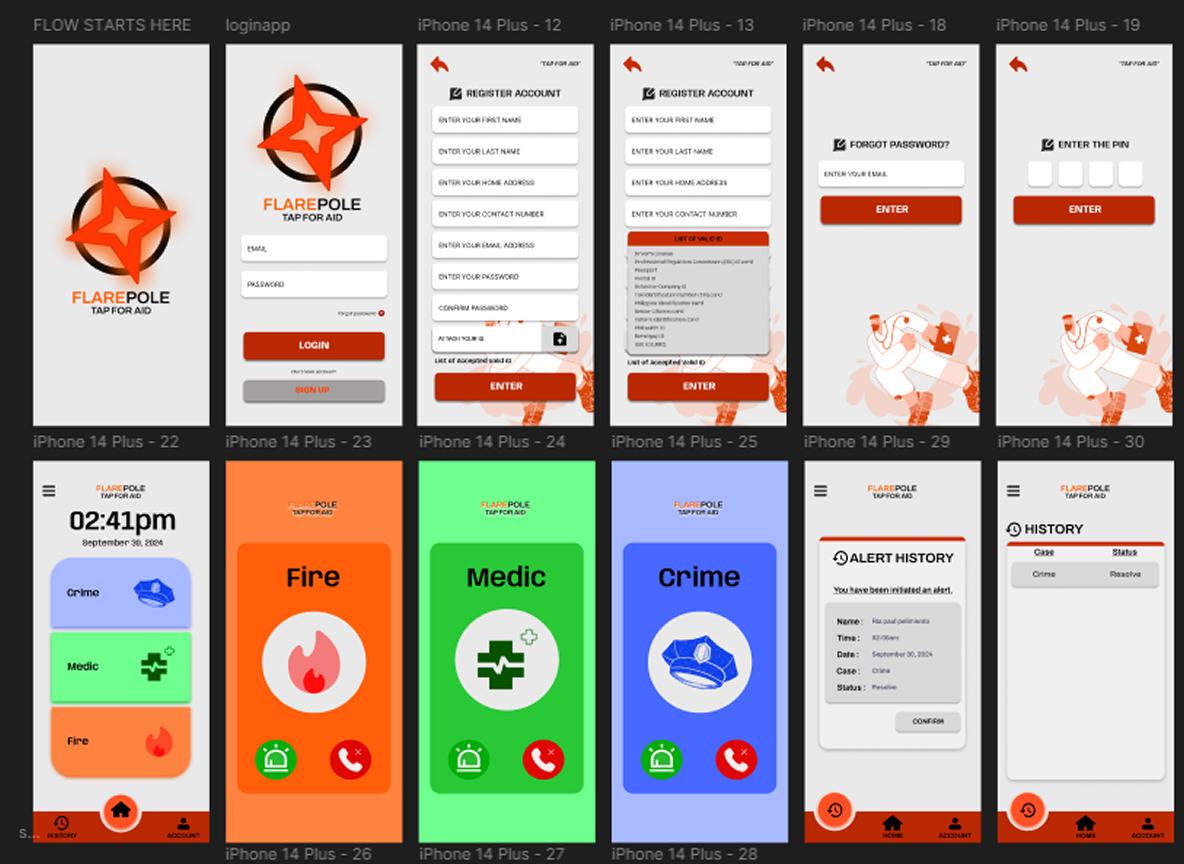 FLOW STARTS HERE
FLAREPOLE
TAP FOR AID
loginapp
FLAREPOLE
TAP FOR AID
EMAIL
PASSWORD
Forgot password?
LOGIN
SIGN UP
iPhone 14 Plus - 12
"TAP FOR AID"
REGISTER ACCOUNT
ENTER YOUR FIRST NAME
ENTER YOUR LAST NAME
ENTER YOUR HOME ADDRESS
ENTER YOUR CONTACT NUMBER
ENTER YOUR EMAIL ADDRESS
ENTER YOUR PASSWORD
CONFIRM PASSWORD
ATTACH YOUR ID
List of Accepted Valid ID
ENTER
iPhone 14 Plus - 13
"TAP FOR AID"
REGISTER ACCOUNT
ENTER YOUR FIRST NAME
ENTER YOUR LAST NAME
ENTER YOUR HOME ADDRESS
ENTER YOUR CONTACT NUMBER
LIST OF VALID ID
Passport
Postal ID
List of Accepted Valid ID
ENTER
iPhone 14 Plus - 18
"TAP FOR AID"
FORGOT PASSWORD?
ENTER YOUR EMAIL
ENTER
iPhone 14 Plus - 19
"TAP FOR AID"
ENTER THE PIN
ENTER
iPhone 14 Plus - 22
FLAREPOLE
TAP FOR AID
02:41pm
September 30, 2024
Crime
Medic
Fire
HISTORY
ACCOUNT
s...
iPhone 14 Plus - 23
FLAREPOLE
TAP FOR AID
Fire
iPhone 14 Plus - 24
FLAREPOLE
TAP FOR AID
Medic
iPhone 14 Plus - 25
FLAREPOLE
TAP FOR AID
Crime
iPhone 14 Plus - 29
FLAREPOLE
TAP FOR AID
ALERT HISTORY
You have been initiated an alert.
Name : Ria paul pelimiento
Time :
Date : September 30, 2024
Case : Crime
Status : Resolve
CONFIRM
HOME
ACCOUNT
iPhone 14 Plus - 30
FLAREPOLE
TAP FOR AID
HISTORY
Case Status
Crime Resolve
HOME
ACCOUNT
iPhone 14 Plus - 26
iPhone 14 Plus - 27
iPhone 14 Plus - 28